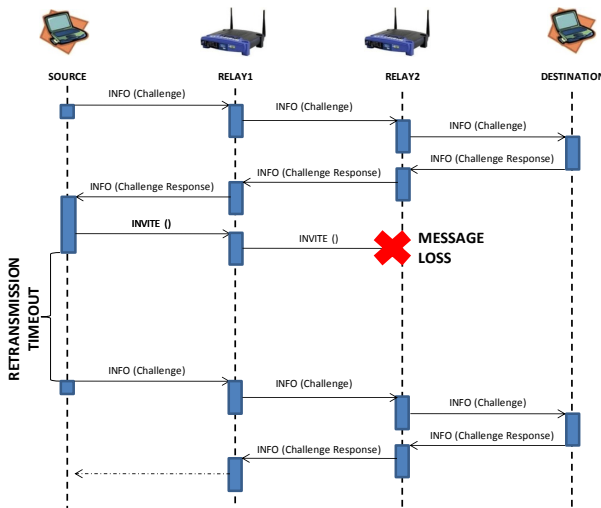 SOURCE
RELAY1
RELAY2
DESTINATION
INFO (Challenge)
INFO (Challenge)
INFO (Challenge)
INFO (Challenge Response)
INFO (Challenge Response)
INFO (Challenge Response)
INVITE ()
INVITE ()
MESSAGE
LOSS
RETRANSMISSION
TIMEOUT
INFO (Challenge)
INFO (Challenge)
INFO (Challenge)
INFO (Challenge Response)
INFO (Challenge Response)